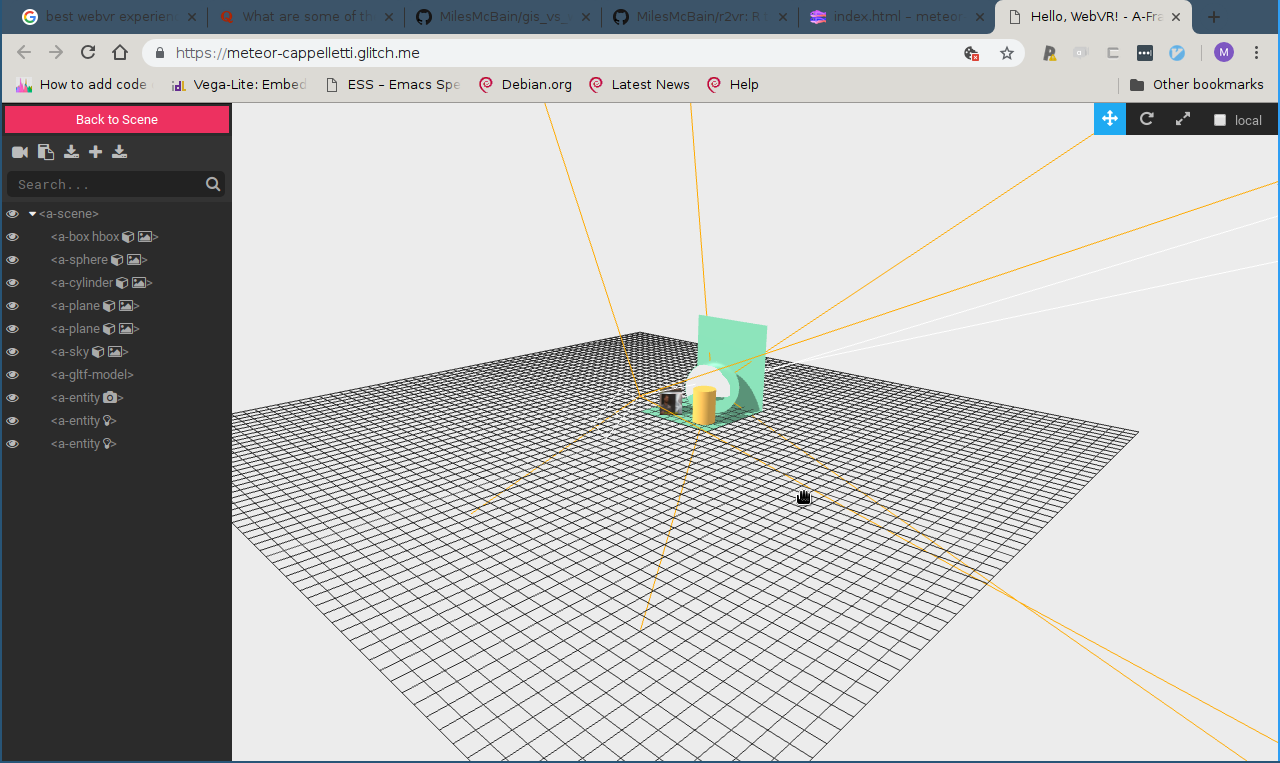 best webvr experien
What are some of th
MilesMcBain/gis_vs_
MilesMcBain/r2vr: R
index.html – meteor
Hello, WebVR! - A-Fra
https://meteor-cappelletti.glitch.me
M
How to add code
Vega-Lite: Embed
ESS – Emacs Spe
Debian.org
Latest News
Help
Other bookmarks
Back to Scene
local
Search...
<a-scene>
<a-box hbox >
<a-sphere >
<a-cylinder >
<a-plane >
<a-plane >
<a-sky >
<a-gltf-model>
<a-entity >
<a-entity >
<a-entity >